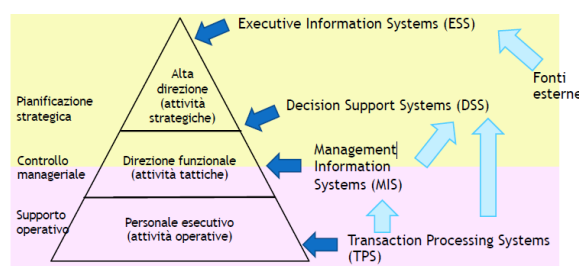 Executive Information Systems (ESS)
Alta
direzione
(attività
strategiche)
Fonti
esterne
Pianificazione
strategica
Decision Support Systems (DSS)
Controllo
manageriale
Direzione funzionale
(attività tattiche)
Management
Information
Systems (MIS)
Supporto
operativo
Personale esecutivo
(attività operative)
Transaction Processing Systems
(TPS)